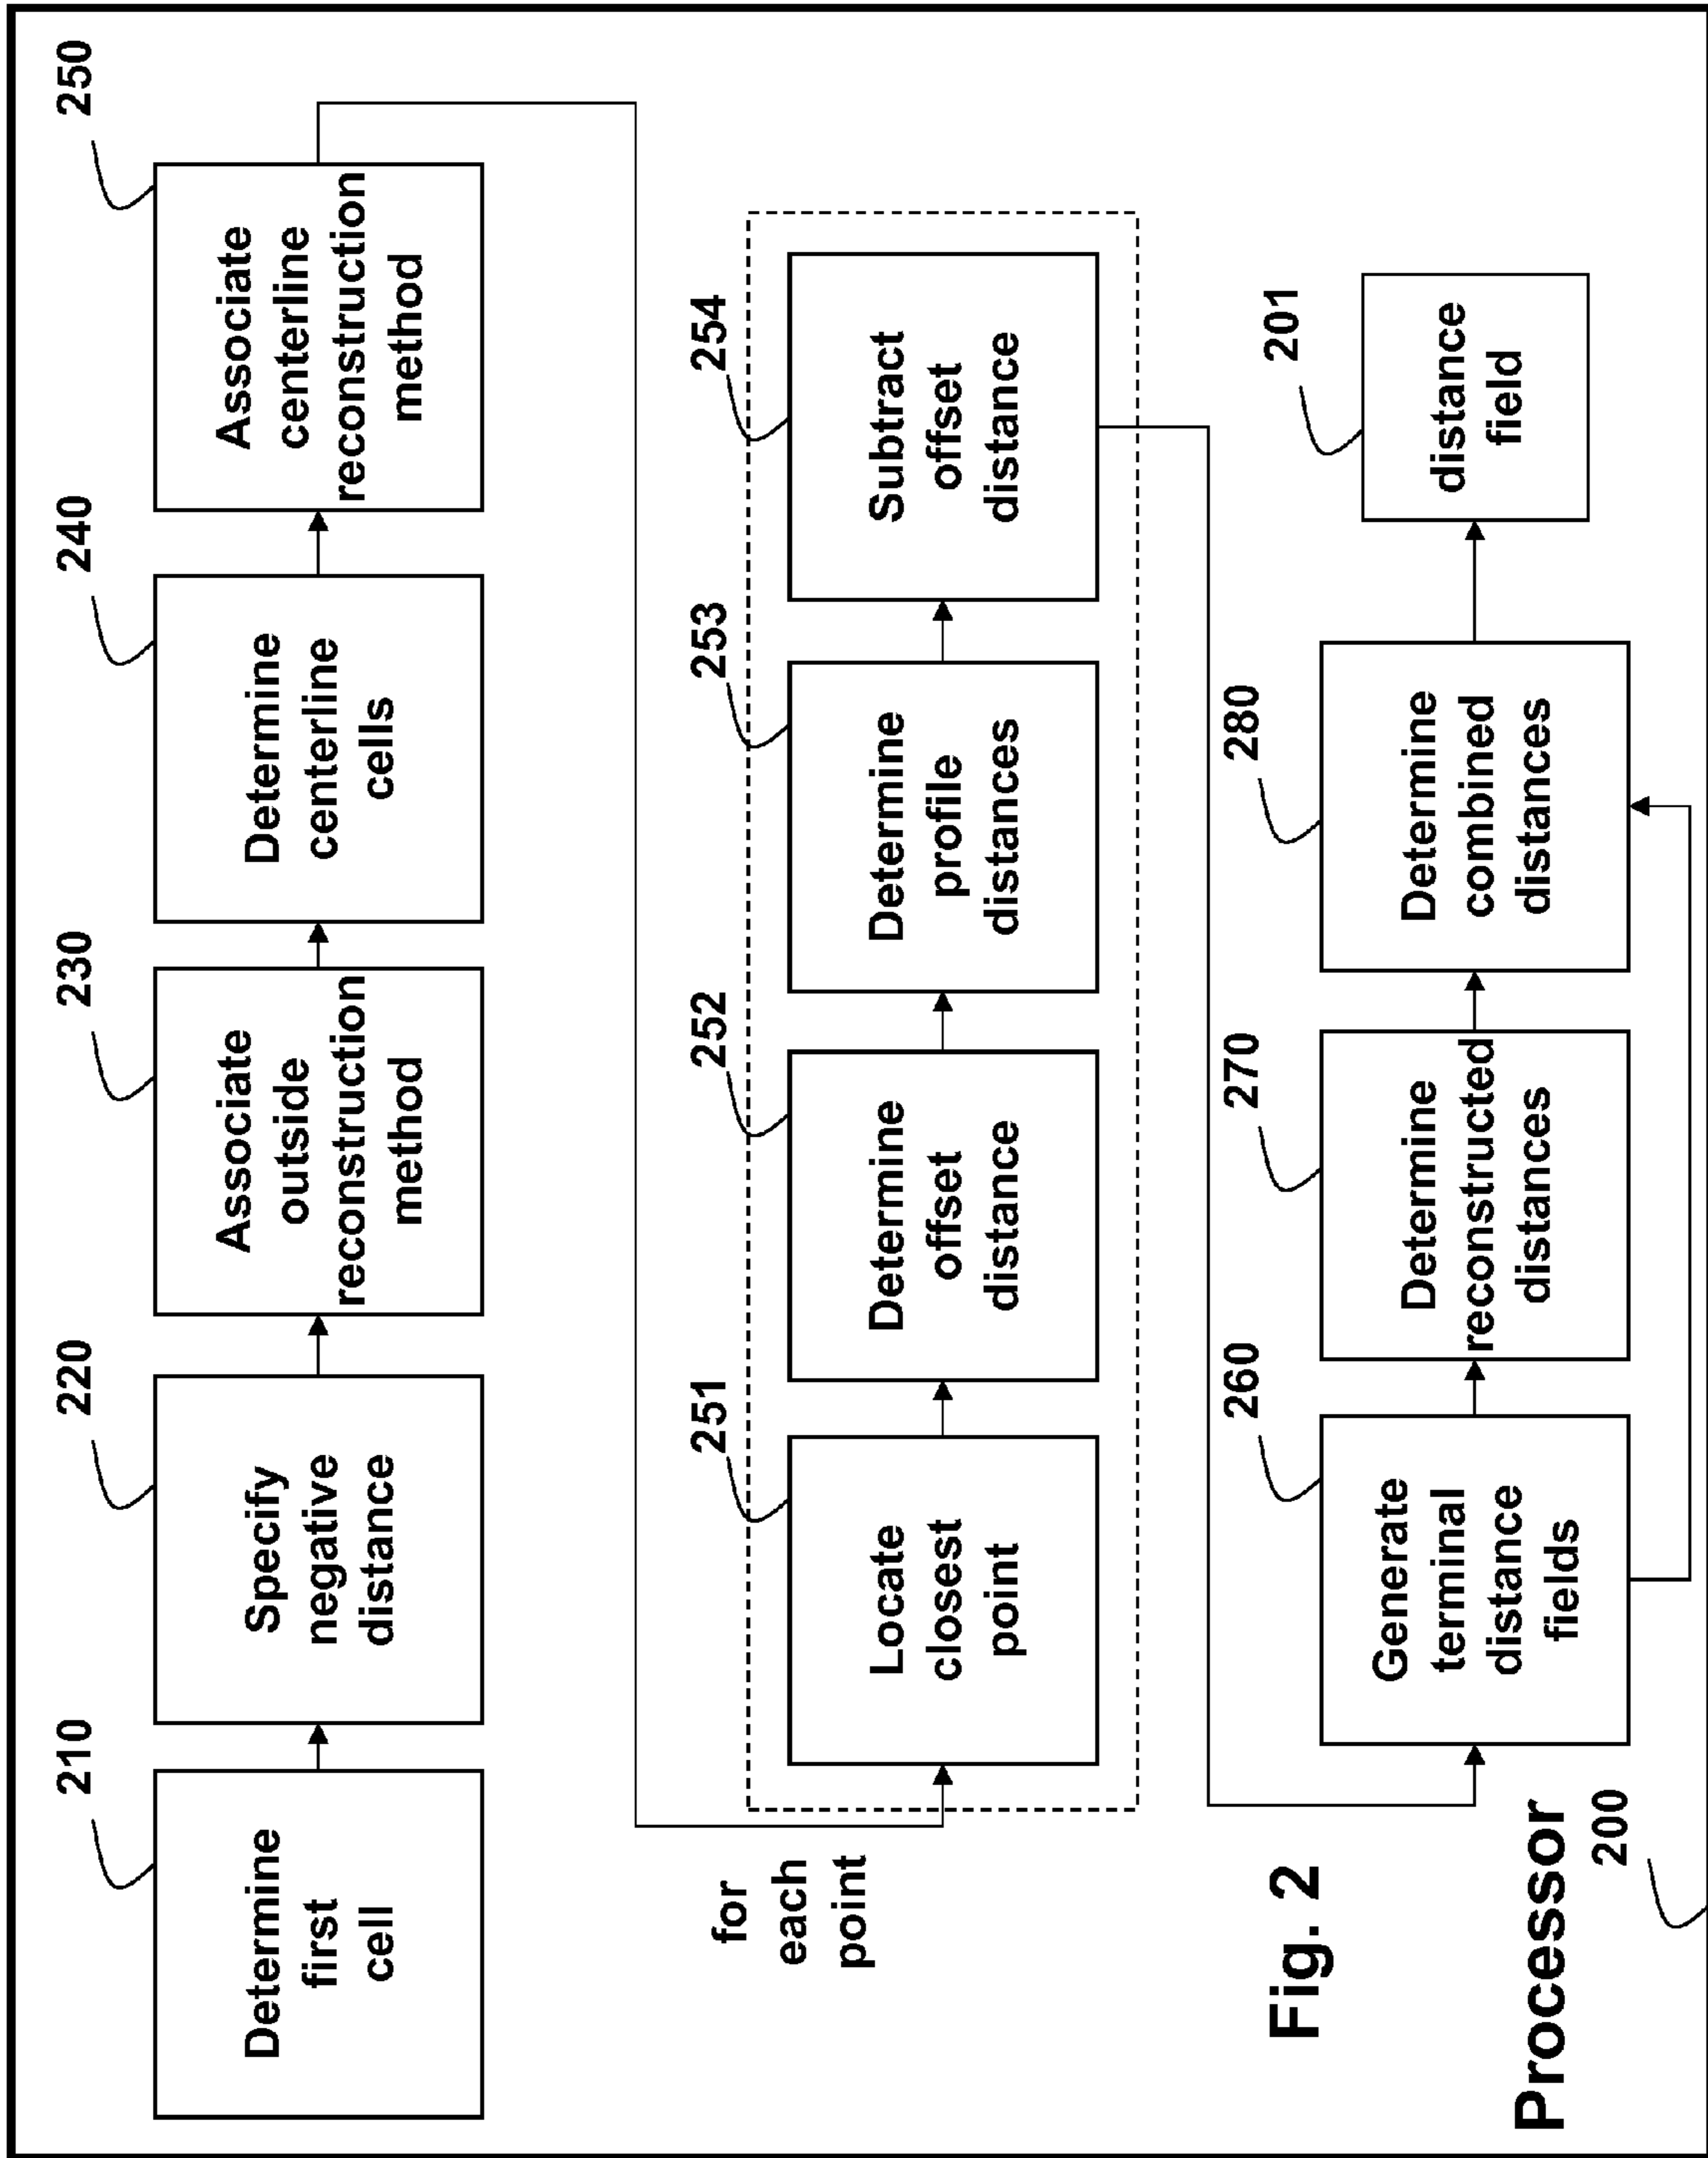 210
Determine
first
cell
220
Specify
negative
distance
230
Associate
outside
reconstruction
method
240
Determine
centerline
cells
250
Associate
centerline
reconstruction
method
for
each
point
251
Locate
closest
point
252
Determine
offset
distance
253
Determine
profile
distances
254
Subtract
offset
distance
260
Generate
terminal
distance
fields
270
Determine
reconstructed
distances
280
Determine
combined
distances
201
distance
field
Fig. 2
Processor
200